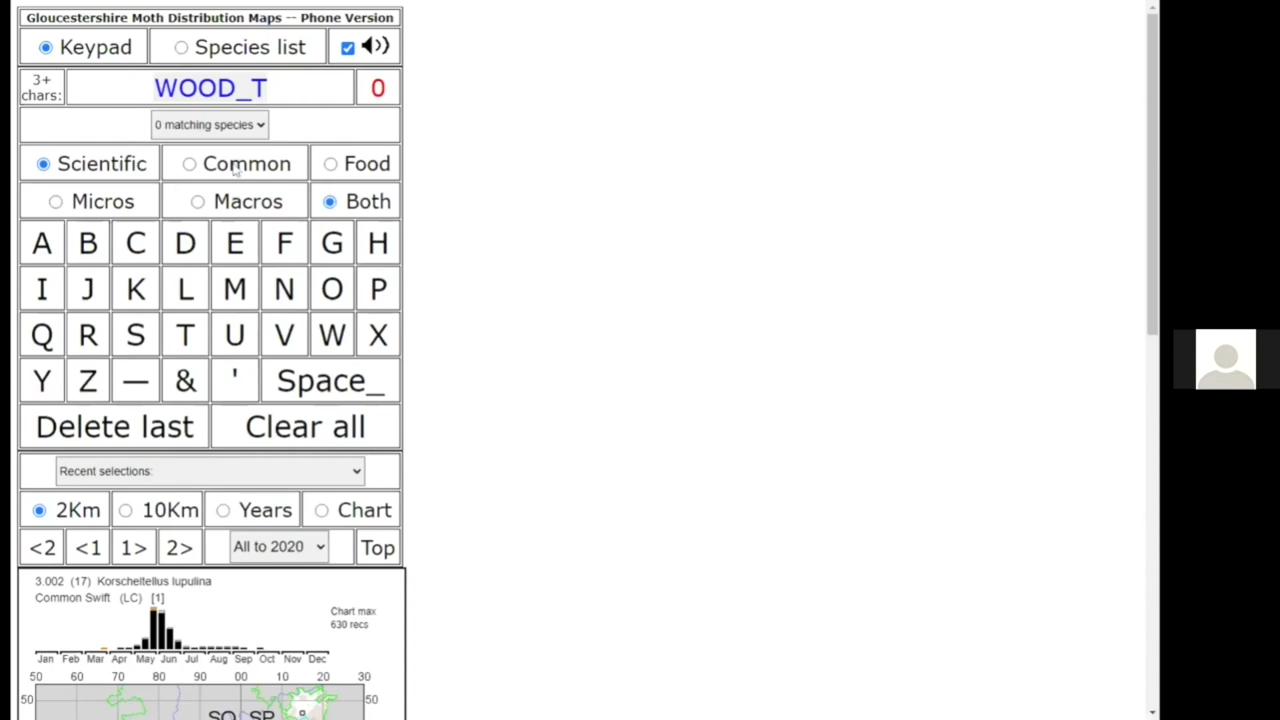 Gloucestershire Moth Distribution Maps -- Phone Version
Keypad Species list
3+ chars: WOOD_T 0
0 matching species
Scientific Common Food
Micros Macros Both
A B C D E F G H
I J K L M N O P
Q R S T U V W X
Y Z — & ' Space_
Delete last Clear all
Recent selections:
2Km 10Km Years Chart
<2 <1 1> 2> All to 2020 Top
3.002 (17) Korscheltellus lupulina
Common Swift (LC) [1]
Chart max
630 recs
Jan Feb Mar Apr May Jun Jul Aug Sep Oct Nov Dec
50 60 70 80 90 00 10 20 30
50 50
SO SP